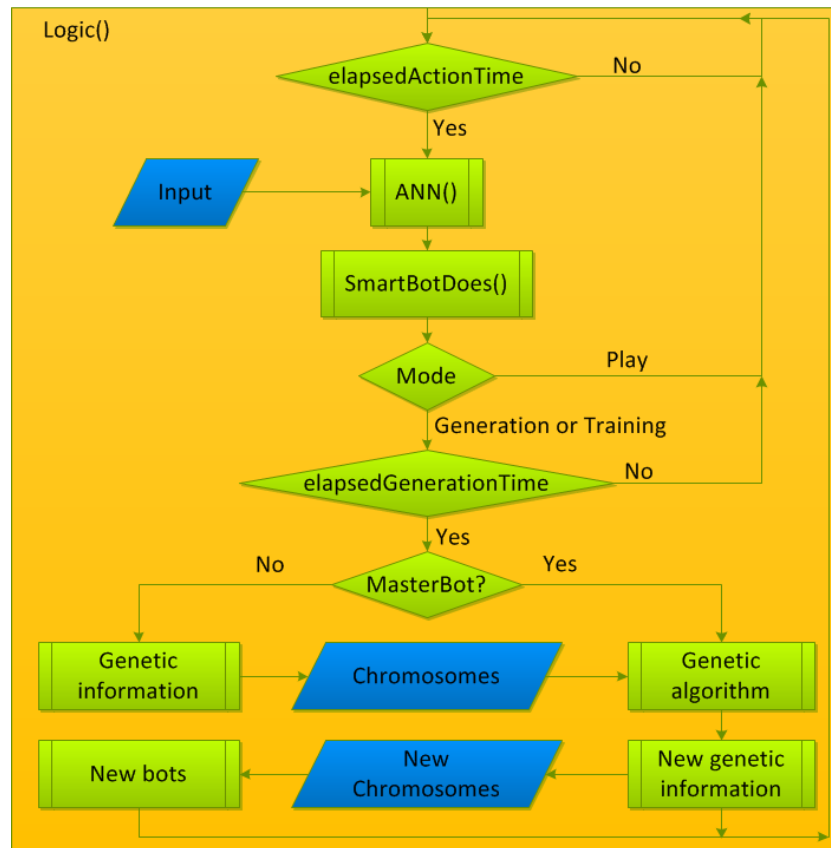 Logic()
elapsedActionTime
No
Yes
Input
ANN()
SmartBotDoes()
Mode
Play
Generation or Training
elapsedGenerationTime
No
Yes
No
MasterBot?
Yes
Genetic
information
Chromosomes
Genetic
algorithm
New bots
New
Chromosomes
New genetic
information